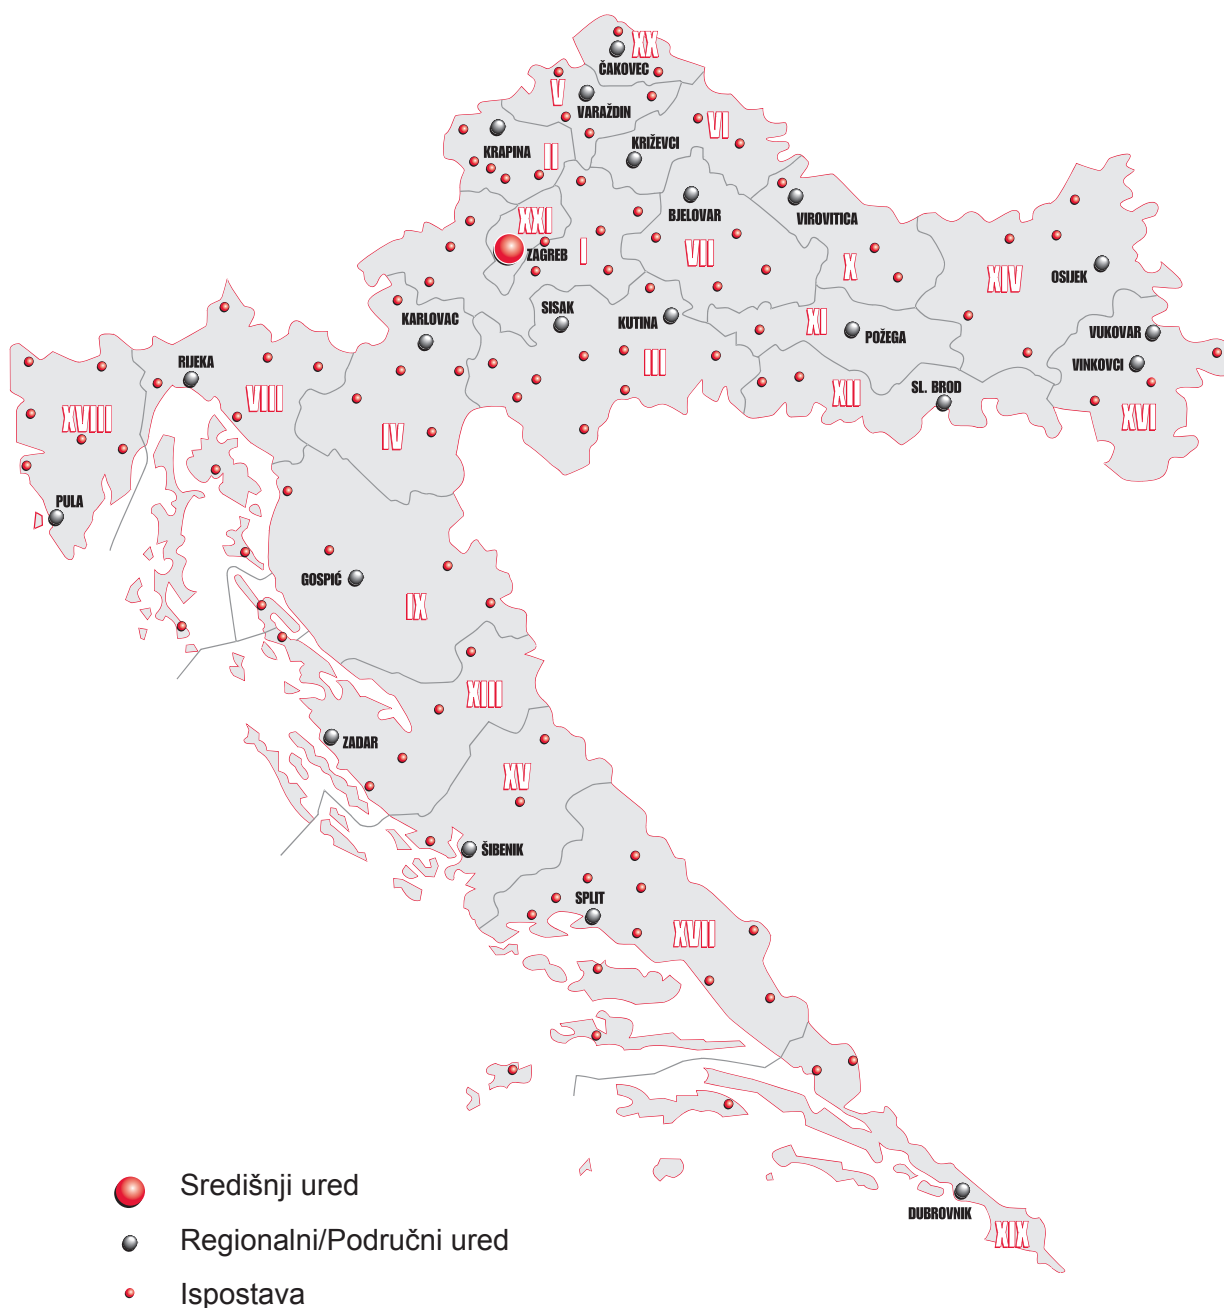 XX
ČAKOVEC
V
VARAŽDIN
VI
KRIŽEVCI
KRAPINA
II
BJELOVAR
VIROVITICA
XXI
ZAGREB
I
VII
X
XIV
OSIJEK
SISAK
KUTINA
KARLOVAC
XI
POŽEGA
VUKOVAR
VINKOVCI
RIJEKA
III
XII
SL. BROD
XVI
XVIII
VIII
IV
PULA
GOSPIĆ
IX
XIII
ZADAR
XV
ŠIBENIK
SPLIT
XVII
DUBROVNIK
XIX
Središnji ured
Regionalni/Područni ured
Ispostava